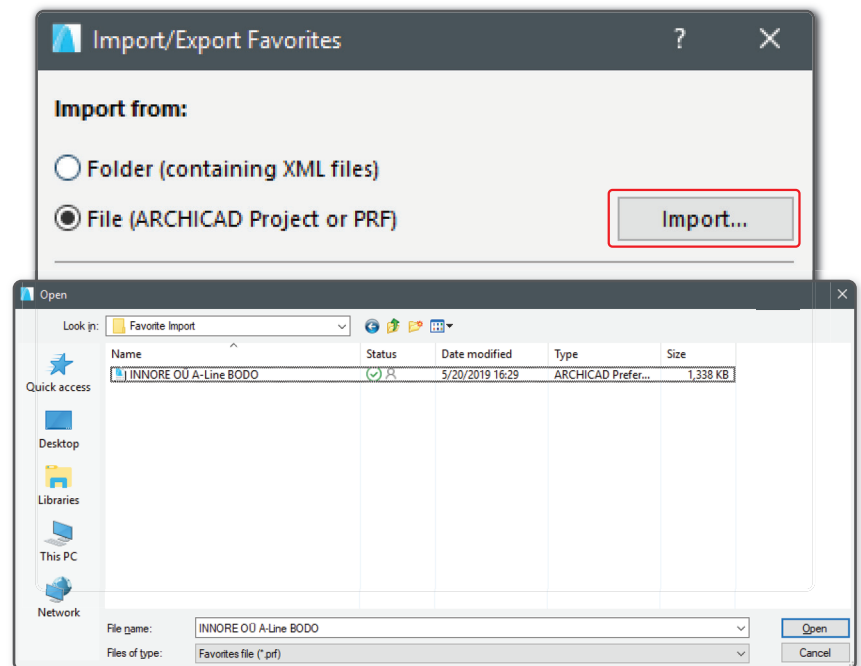 Import/Export Favorites ? ×
Import from:
Folder (containing XML files)
File (ARCHICAD Project or PRF)
Import...
Open ×
Look in: Favorite Import
Name Status Date modified Type Size
INNORE OÜ A-Line BODO 5/20/2019 16:29 ARCHICAD Prefer... 1,338 KB
Quick access
Desktop
Libraries
This PC
Network
File name: INNORE OÜ A-Line BODO Open
Files of type: Favorites file (*.prf) Cancel